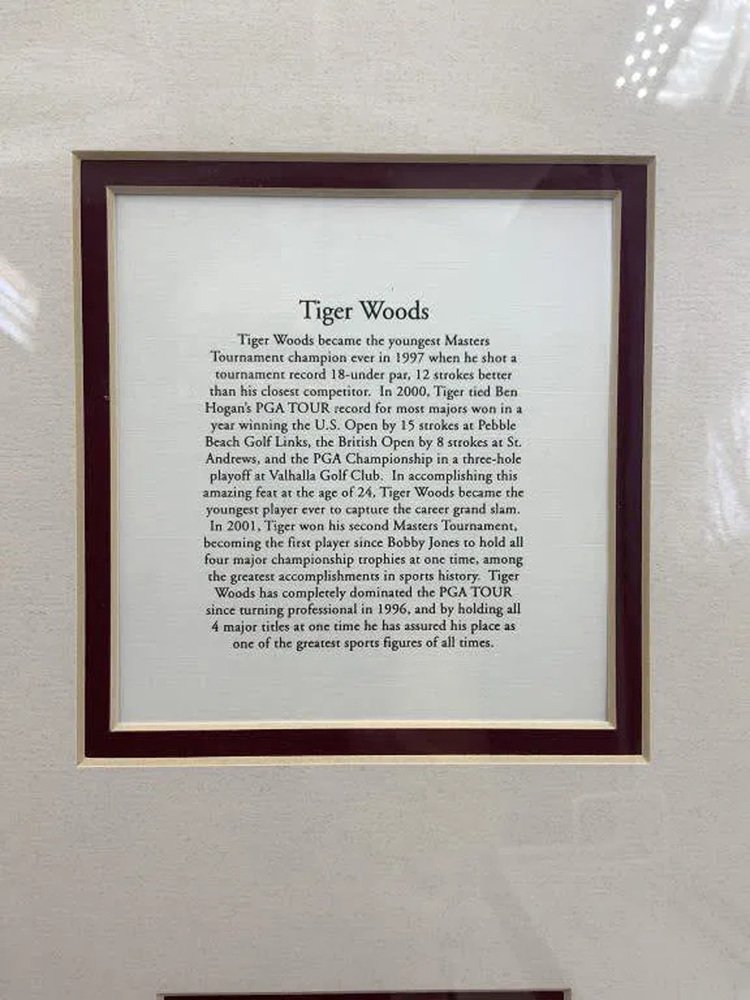 Tiger Woods
Tiger Woods became the youngest Masters
Tournament champion ever in 1997 when he shot a
tournament record 18-under par, 12 strokes better
than his closest competitor. In 2000, Tiger tied Ben
Hogan's PGA TOUR record for most majors won in a
year winning the U.S. Open by 15 strokes at Pebble
Beach Golf Links, the British Open by 8 strokes at St.
Andrews, and the PGA Championship in a three-hole
playoff at Valhalla Golf Club. In accomplishing this
amazing feat at the age of 24, Tiger Woods became the
youngest player ever to capture the career grand slam.
In 2001, Tiger won his second Masters Tournament,
becoming the first player since Bobby Jones to hold all
four major championship trophies at one time, among
the greatest accomplishments in sports history. Tiger
Woods has completely dominated the PGA TOUR
since turning professional in 1996, and by holding all
4 major titles at one time he has assured his place as
one of the greatest sports figures of all times.